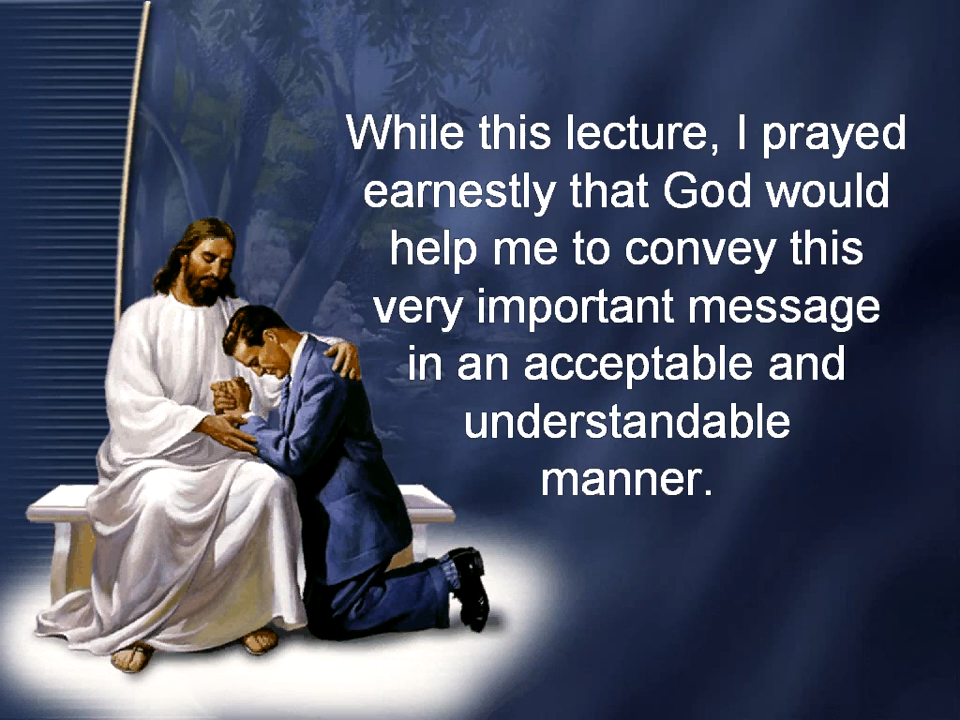 While this lecture, I prayed
earnestly that God would
help me to convey this
very important message
in an acceptable and
understandable
manner.